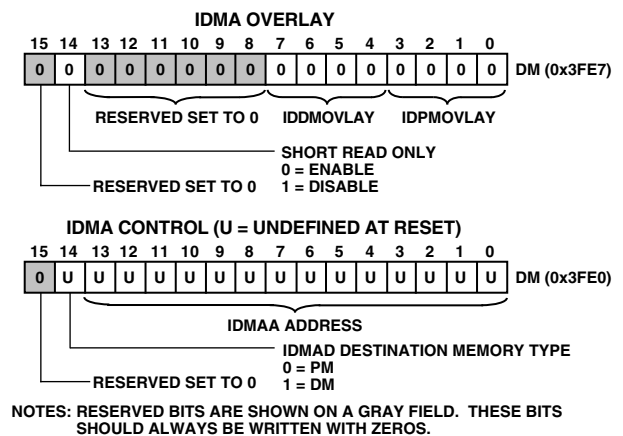 IDMA OVERLAY
15 14 13 12 11 10 9 8 7 6 5 4 3 2 1 0
0 0 0 0 0 0 0 0 0 0 0 0 0 0 0 0 DM (0x3FE7)
RESERVED SET TO 0 IDDMOVLAY IDPMOVLAY
SHORT READ ONLY
0 = ENABLE
RESERVED SET TO 0 1 = DISABLE
IDMA CONTROL (U = UNDEFINED AT RESET)
15 14 13 12 11 10 9 8 7 6 5 4 3 2 1 0
0 U U U U U U U U U U U U U U U DM (0x3FE0)
IDMAA ADDRESS
IDMAD DESTINATION MEMORY TYPE
0 = PM
RESERVED SET TO 0 1 = DM
NOTES: RESERVED BITS ARE SHOWN ON A GRAY FIELD. THESE BITS
SHOULD ALWAYS BE WRITTEN WITH ZEROS.